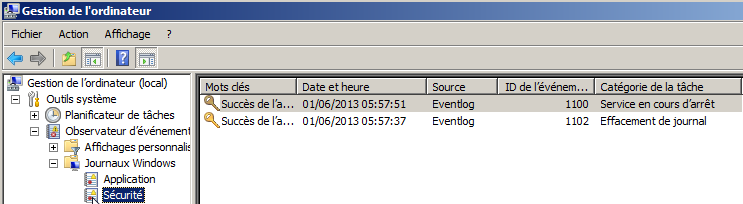 Gestion de l'ordinateur
Fichier Action Affichage ?
Gestion de l'ordinateur (local)
Outils système
Planificateur de tâches
Observateur d'événement
Affichages personnalis
Journaux Windows
Application
Sécurité
Mots clés Date et heure Source ID de l'événem... Catégorie de la tâche
Succès de l'a... 01/06/2013 05:57:51 Eventlog 1100 Service en cours d'arrêt
Succès de l'a... 01/06/2013 05:57:37 Eventlog 1102 Effacement de journal